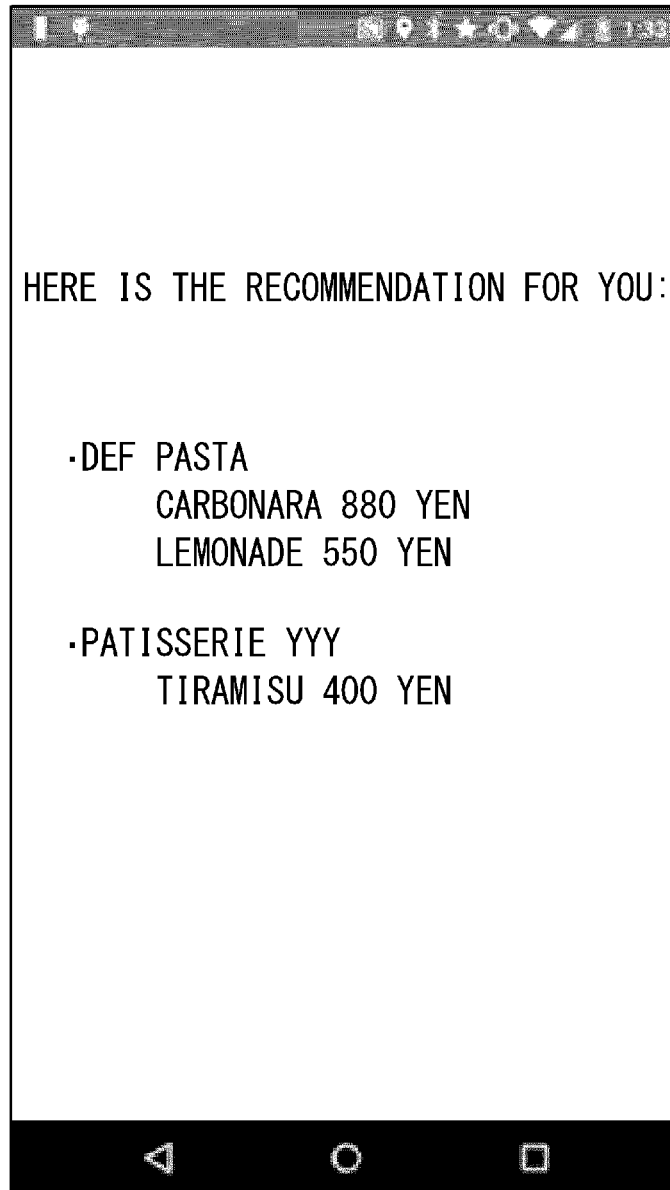 HERE IS THE RECOMMENDATION FOR YOU:
・DEF PASTA
CARBONARA 880 YEN
LEMONADE 550 YEN
・PATISSERIE YYY
TIRAMISU 400 YEN